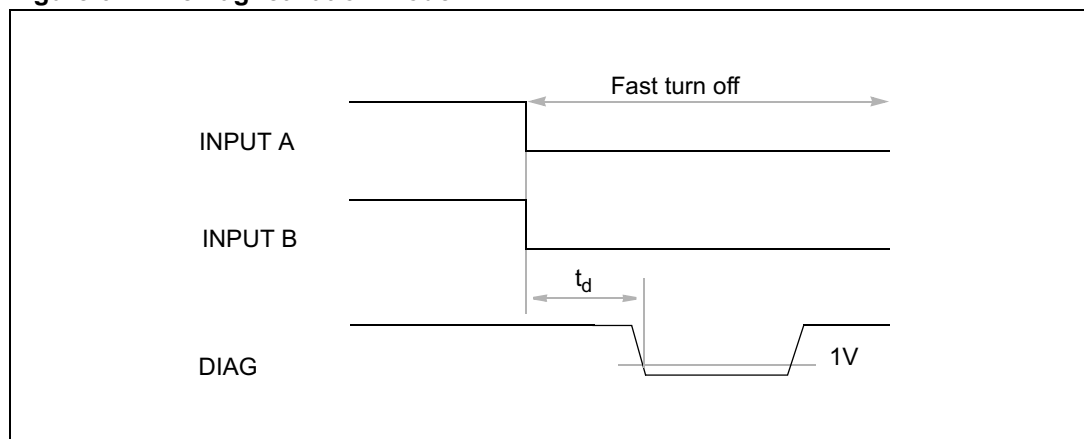 Fast turn off
INPUT A
INPUT B
td
DIAG
1V